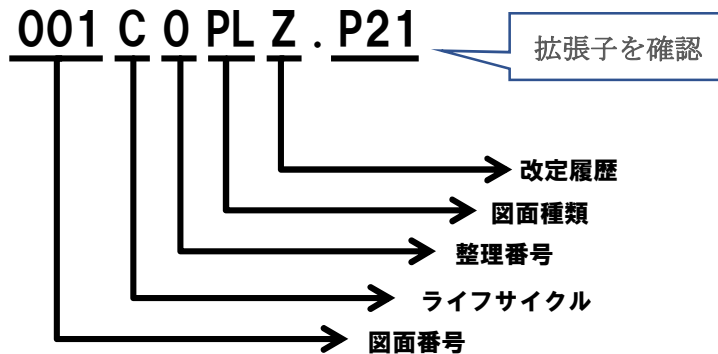 001 C 0 PL Z . P21
拡張子を確認
改定履歴
図面種類
整理番号
ライフサイクル
図面番号